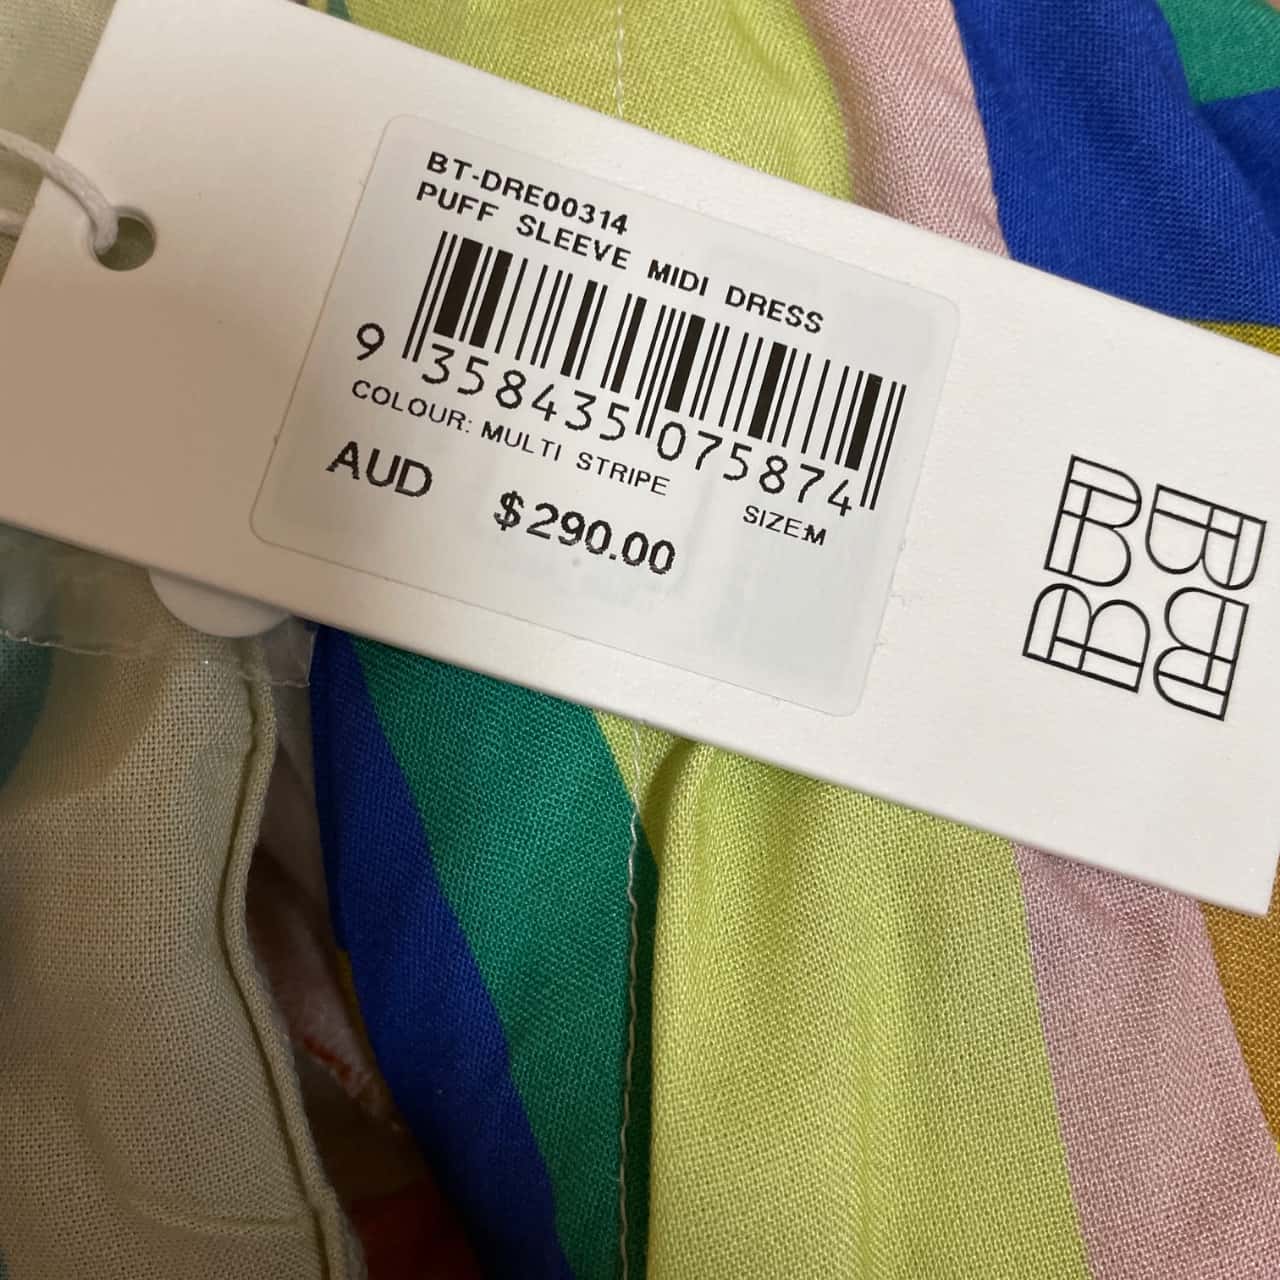 BT-DRE00314
PUFF SLEEVE MIDI DRESS
9 358435 075874
COLOUR: MULTI STRIPE SIZE:M
AUD $290.00